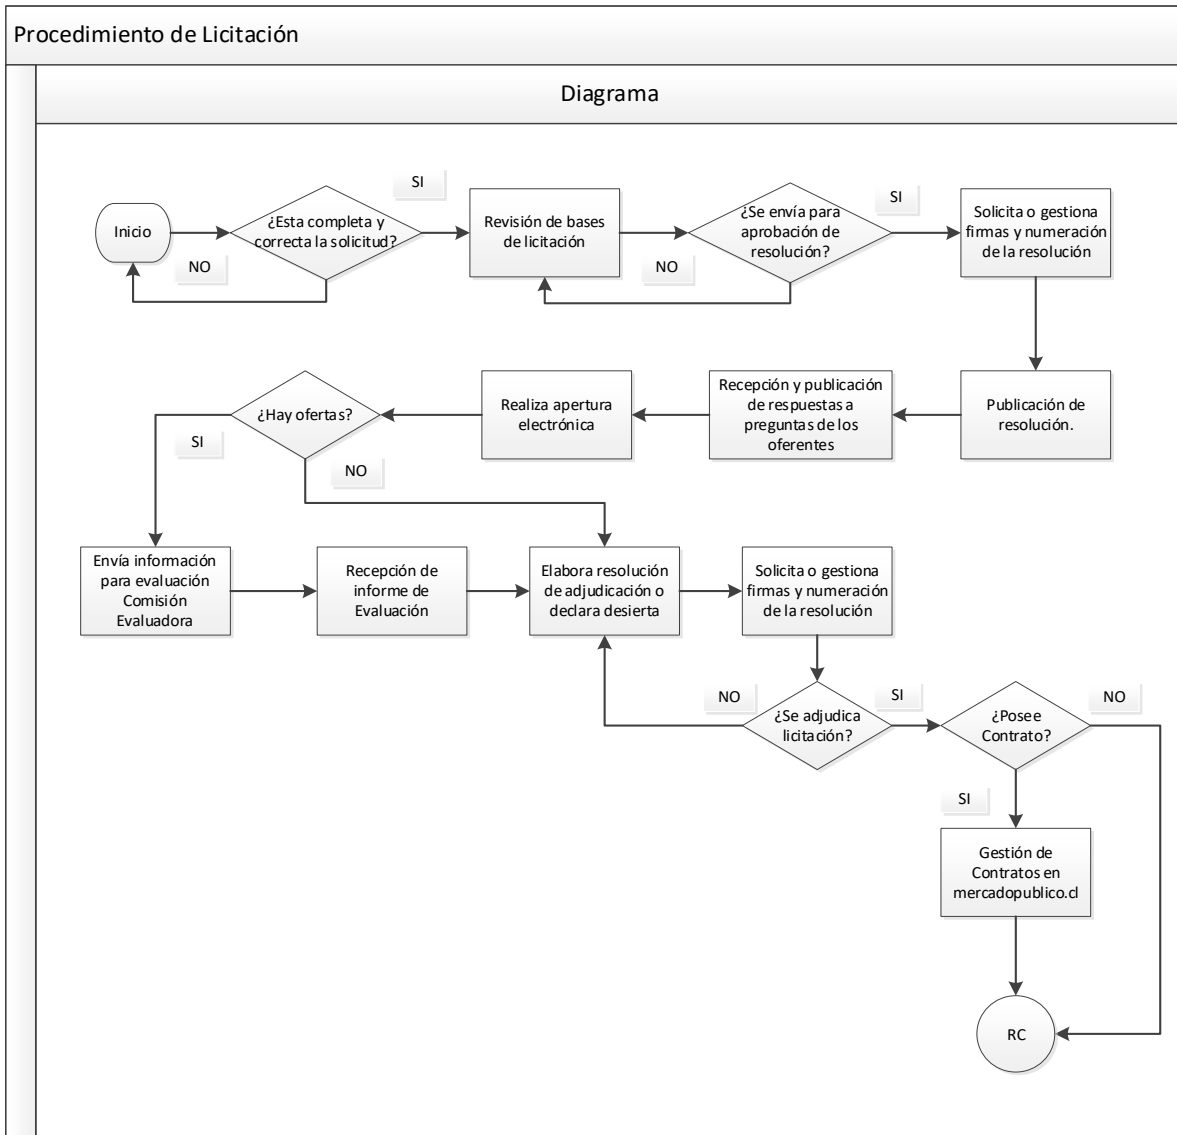 Procedimiento de Licitación
Diagrama
Inicio
NO
¿Esta completa y
correcta la solicitud?
SI
Revisión de bases
de licitación
NO
¿Se envía para
aprobación de
resolución?
SI
Solicita o gestiona
firmas y numeración
de la resolución
Publicación de
resolución.
Recepción y publicación
de respuestas a
preguntas de los
oferentes
Realiza apertura
electrónica
¿Hay ofertas?
SI
NO
Envía información
para evaluación
Comisión
Evaluadora
Recepción de
informe de
Evaluación
Elabora resolución
de adjudicación o
declara desierta
Solicita o gestiona
firmas y numeración
de la resolución
NO
¿Se adjudica
licitación?
SI
¿Posee
Contrato?
NO
SI
Gestión de
Contratos en
mercadopublico.cl
RC